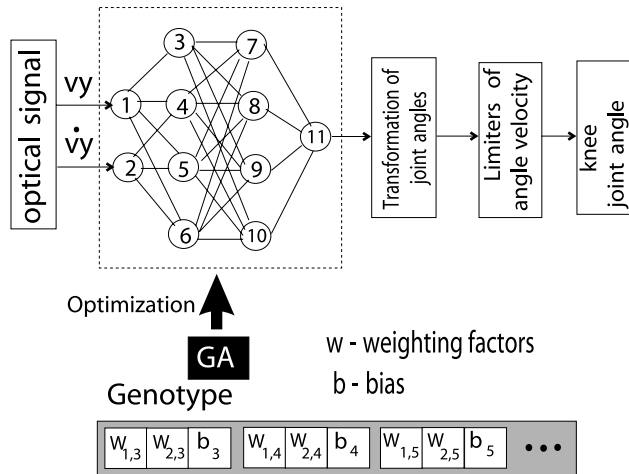 optical signal
vy
v̇y
1
2
3
4
5
6
7
8
9
10
11
Transformation of
joint angles
Limiters of
angle velocity
knee
joint angle
Optimization
GA
Genotype
w - weighting factors
b - bias
W1,3 W2,3 b3 W1,4 W2,4 b4 W1,5 W2,5 b5 •••